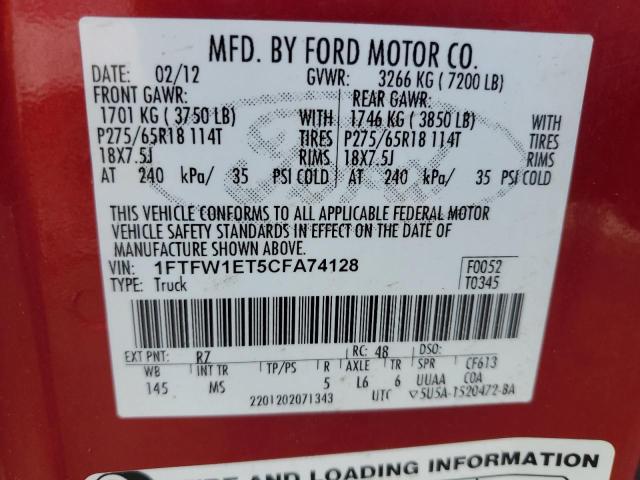 MFD. BY FORD MOTOR CO.
DATE: 02/12 GVWR: 3266 KG ( 7200 LB)
FRONT GAWR: REAR GAWR:
1701 KG ( 3750 LB) WITH 1746 KG ( 3850 LB) WITH
P275/65R18 114T TIRES P275/65R18 114T TIRES
18X7.5J RIMS 18X7.5J RIMS
AT 240 kPa/ 35 PSI COLD AT 240 kPa/ 35 PSI COLD
THIS VEHICLE CONFORMS TO ALL APPLICABLE FEDERAL MOTOR
VEHICLE SAFETY STANDARDS IN EFFECT ON THE DATE OF
MANUFACTURE SHOWN ABOVE.
VIN: 1FTFW1ET5CFA74128 F0052
TYPE: Truck T0345
EXT PNT: R7 RC: 48 DSO:
WB INT TR TP/PS R AXLE TR SPR CF613
145 MS 5 L6 6 UUAA COA
2201202071343 UTC ▽5U5A-1520472-BA
AND LOADING INFORMATION